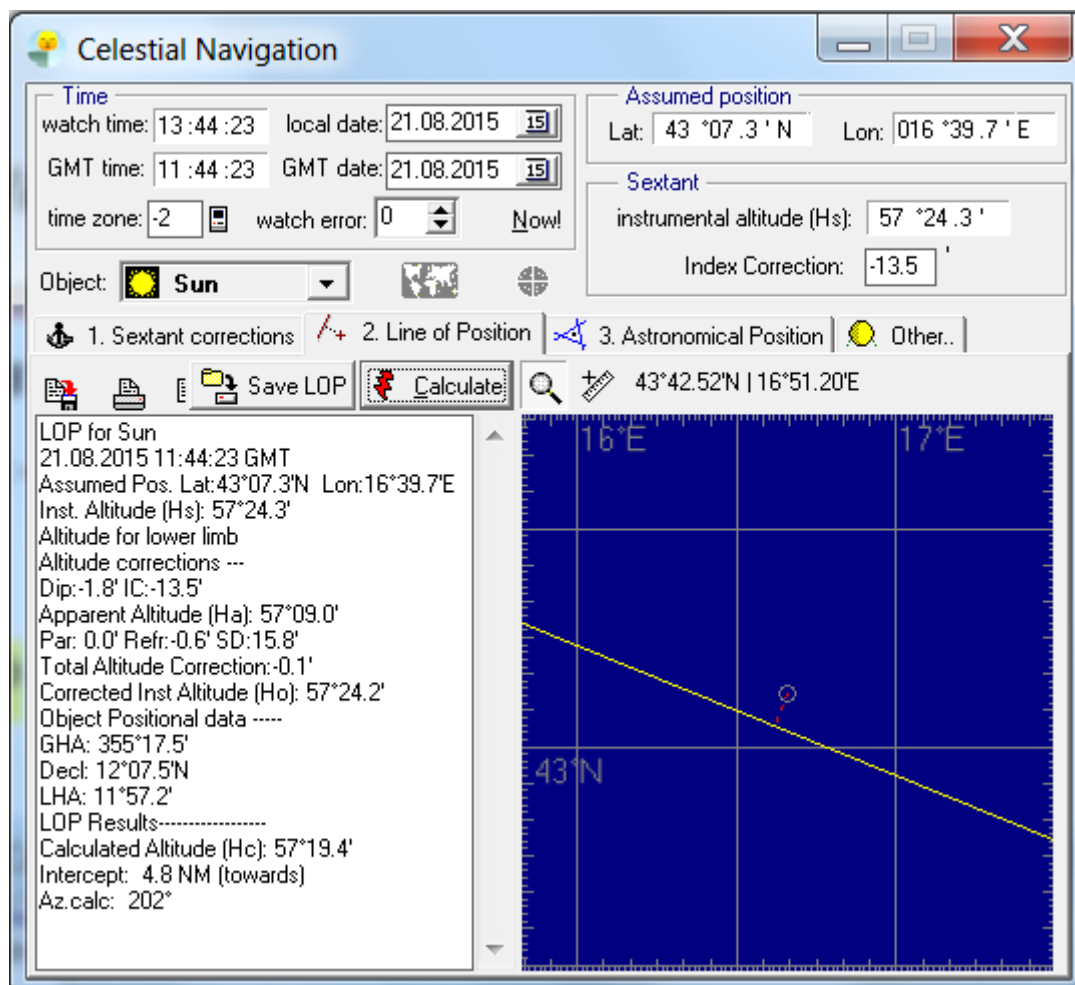 Celestial Navigation
Time
watch time: 13 :44 :23 local date: 21.08.2015 15
GMT time: 11 :44 :23 GMT date: 21.08.2015 15
time zone: -2 watch error: 0 Now!
Assumed position
Lat: 43 °07 .3 ' N Lon: 016 °39 .7 ' E
Sextant
instrumental altitude (Hs): 57 °24 .3 '
Index Correction: -13.5 '
Object: Sun
1. Sextant corrections 2. Line of Position 3. Astronomical Position Other..
Save LOP Calculate 43°42.52'N | 16°51.20'E
LOP for Sun
21.08.2015 11:44:23 GMT
Assumed Pos. Lat:43°07.3'N Lon:16°39.7'E
Inst. Altitude (Hs): 57°24.3'
Altitude for lower limb
Altitude corrections ---
Dip:-1.8' IC:-13.5'
Apparent Altitude (Ha): 57°09.0'
Par: 0.0' Refr:-0.6' SD:15.8'
Total Altitude Correction:-0.1'
Corrected Inst Altitude (Ho): 57°24.2'
Object Positional data -----
GHA: 355°17.5'
Decl: 12°07.5'N
LHA: 11°57.2'
LOP Results-----------------
Calculated Altitude (Hc): 57°19.4'
Intercept: 4.8 NM (towards)
Az.calc: 202°
16°E 17°E
43°N